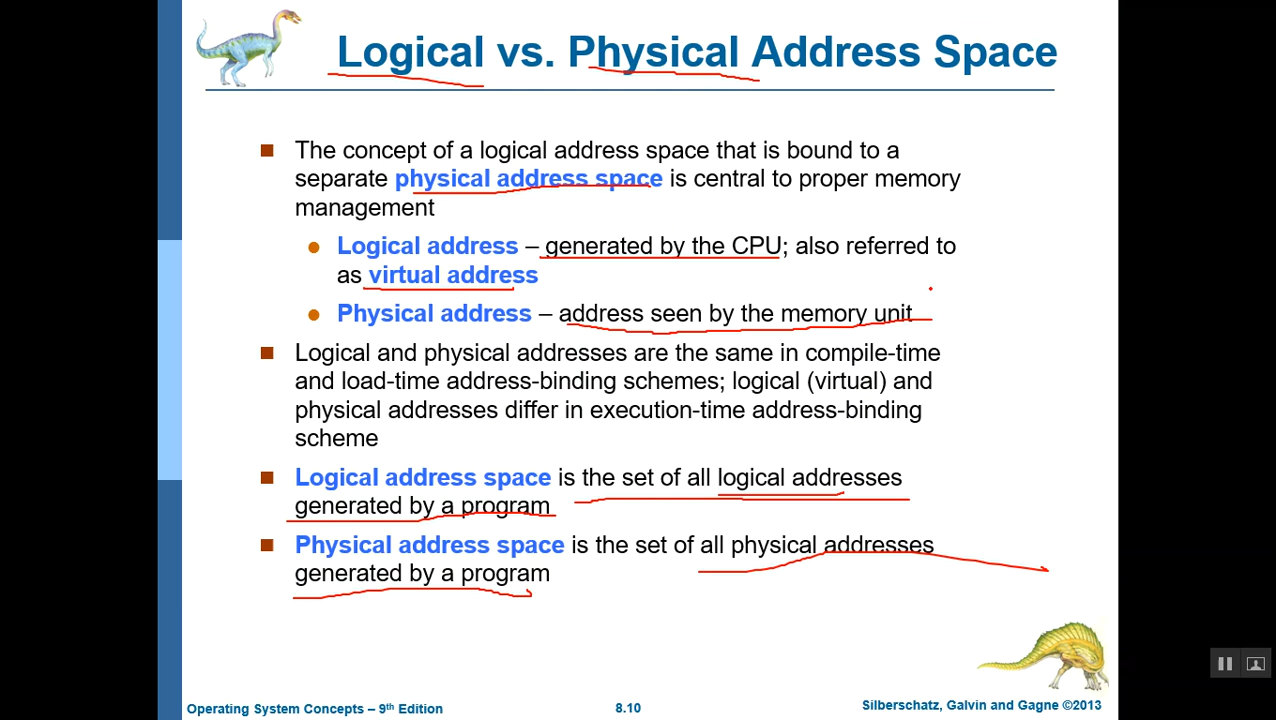 Logical vs. Physical Address Space
The concept of a logical address space that is bound to a
separate physical address space is central to proper memory
management
Logical address – generated by the CPU; also referred to
as virtual address
Physical address – address seen by the memory unit
Logical and physical addresses are the same in compile-time
and load-time address-binding schemes; logical (virtual) and
physical addresses differ in execution-time address-binding
scheme
Logical address space is the set of all logical addresses
generated by a program
Physical address space is the set of all physical addresses
generated by a program
Operating System Concepts – 9th Edition
8.10
Silberschatz, Galvin and Gagne ©2013